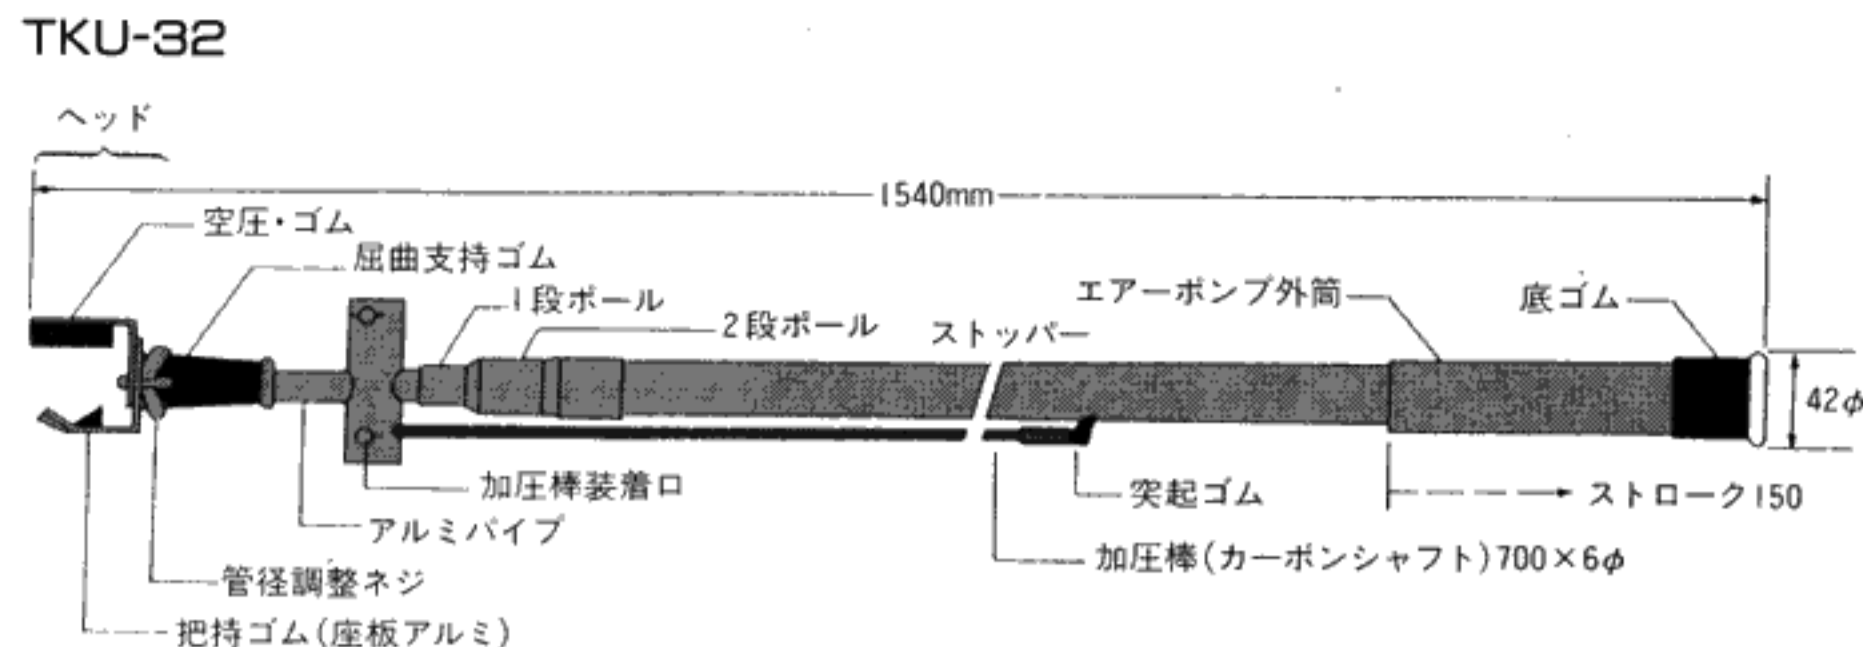 TKU-32
ヘッド
1540mm
空圧・ゴム
屈曲支持ゴム
1段ポール
2段ポール
ストッパー
エアーポンプ外筒
底ゴム
42φ
加圧棒装着口
突起ゴム
ストローク150
アルミパイプ
加圧棒(カーボンシャフト)700×6φ
管径調整ネジ
把持ゴム(座板アルミ)